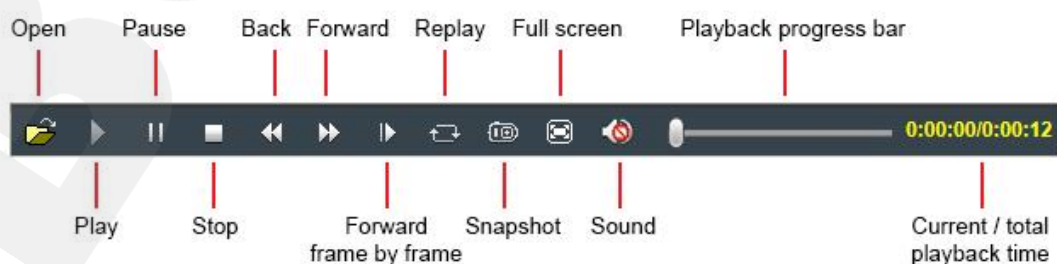 Open Pause Back Forward Replay Full screen Playback progress bar
0:00:00/0:00:12
Play Stop Forward Snapshot Sound Current / total
frame by frame playback time